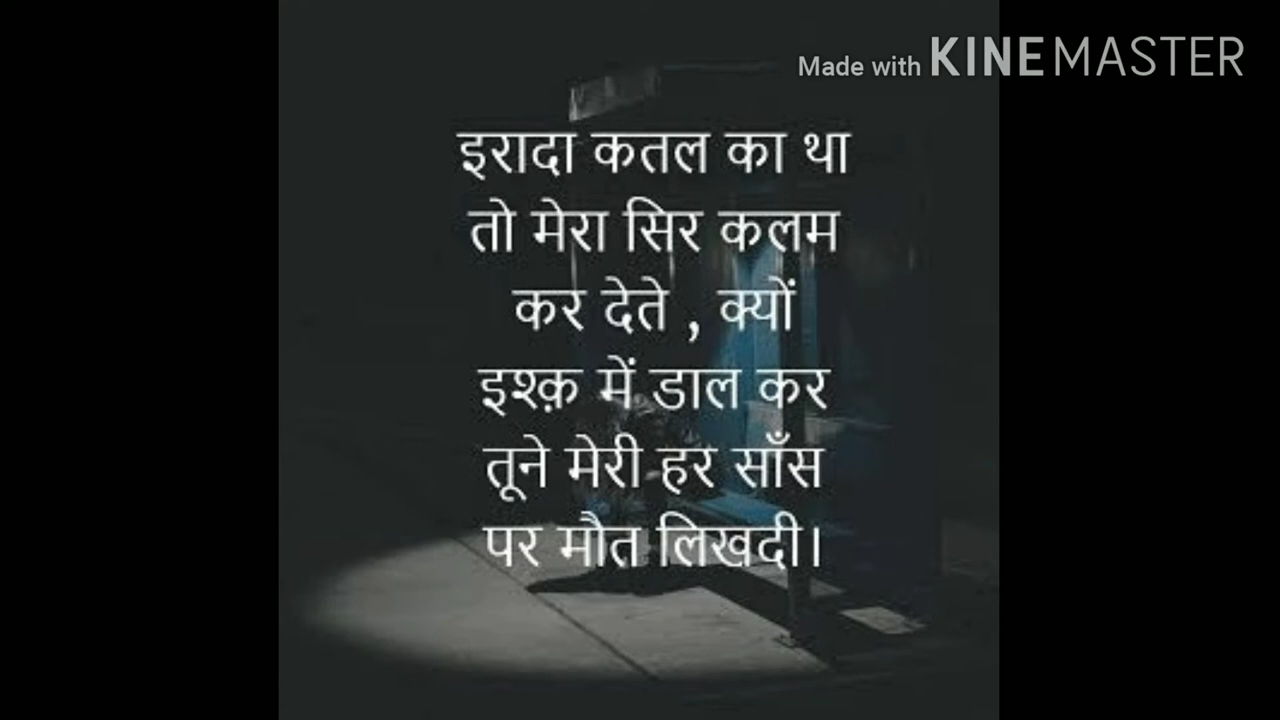 Made with KINEMASTER
इरादा कतल का था
तो मेरा सिर कलम
कर देते , क्यों
इश्क़ में डाल कर
तूने मेरी हर साँस
पर मौत लिखदी।